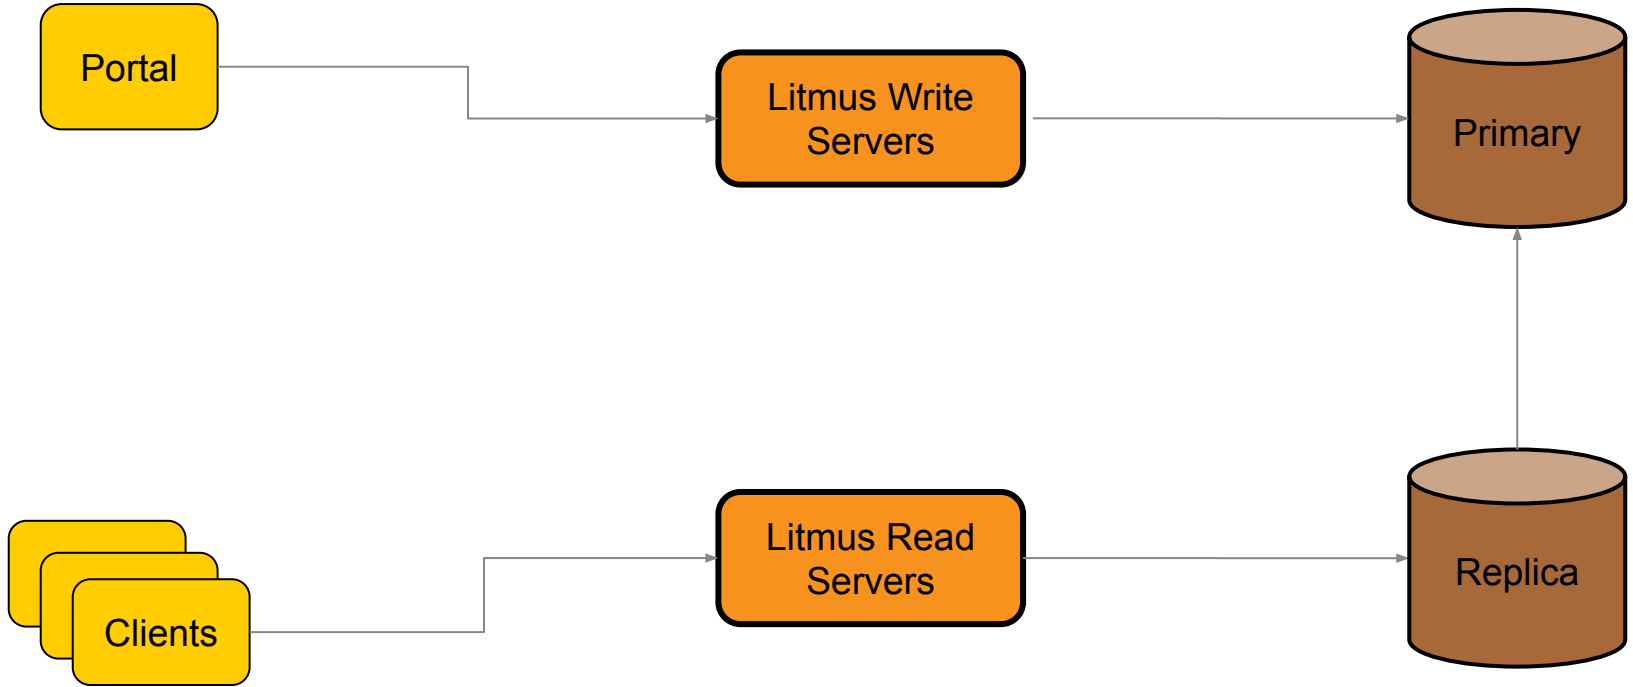 Portal
Litmus Write
Servers
Primary
Clients
Litmus Read
Servers
Replica